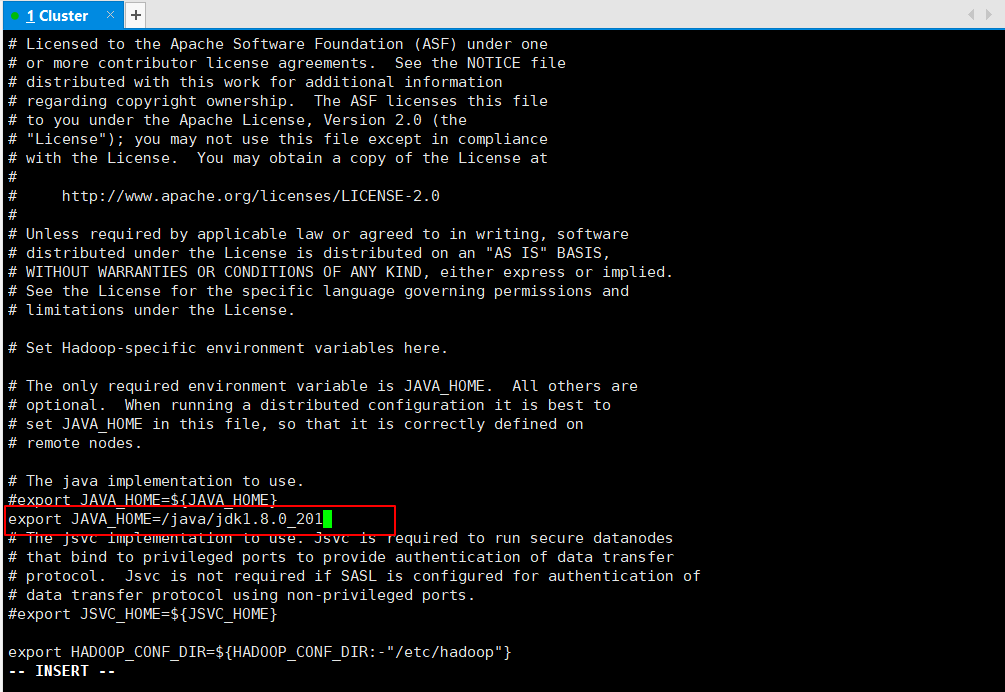 1 Cluster × +
# Licensed to the Apache Software Foundation (ASF) under one
# or more contributor license agreements.  See the NOTICE file
# distributed with this work for additional information
# regarding copyright ownership.  The ASF licenses this file
# to you under the Apache License, Version 2.0 (the
# "License"); you may not use this file except in compliance
# with the License.  You may obtain a copy of the License at
#
#     http://www.apache.org/licenses/LICENSE-2.0
#
# Unless required by applicable law or agreed to in writing, software
# distributed under the License is distributed on an "AS IS" BASIS,
# WITHOUT WARRANTIES OR CONDITIONS OF ANY KIND, either express or implied.
# See the License for the specific language governing permissions and
# limitations under the License.

# Set Hadoop-specific environment variables here.

# The only required environment variable is JAVA_HOME.  All others are
# optional.  When running a distributed configuration it is best to
# set JAVA_HOME in this file, so that it is correctly defined on
# remote nodes.

# The java implementation to use.
#export JAVA_HOME=${JAVA_HOME}
export JAVA_HOME=/java/jdk1.8.0_201
# The jsvc implementation to use. Jsvc is required to run secure datanodes
# that bind to privileged ports to provide authentication of data transfer
# protocol.  Jsvc is not required if SASL is configured for authentication of
# data transfer protocol using non-privileged ports.
#export JSVC_HOME=${JSVC_HOME}

export HADOOP_CONF_DIR=${HADOOP_CONF_DIR:-"/etc/hadoop"}
-- INSERT --